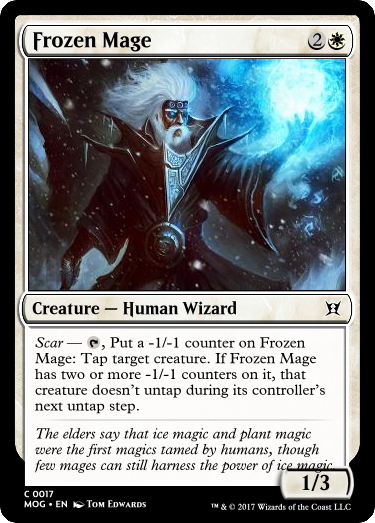 Frozen Mage 2
Creature — Human Wizard
Scar — , Put a -1/-1 counter on Frozen
Mage: Tap target creature. If Frozen Mage
has two or more -1/-1 counters on it, that
creature doesn't untap during its controller's
next untap step.
The elders say that ice magic and plant magic
were the first magics tamed by humans, though
few mages can still harness the power of ice magic.
1/3
C 0017
MOG • EN Tom Edwards
™ & © 2017 Wizards of the Coast LLC